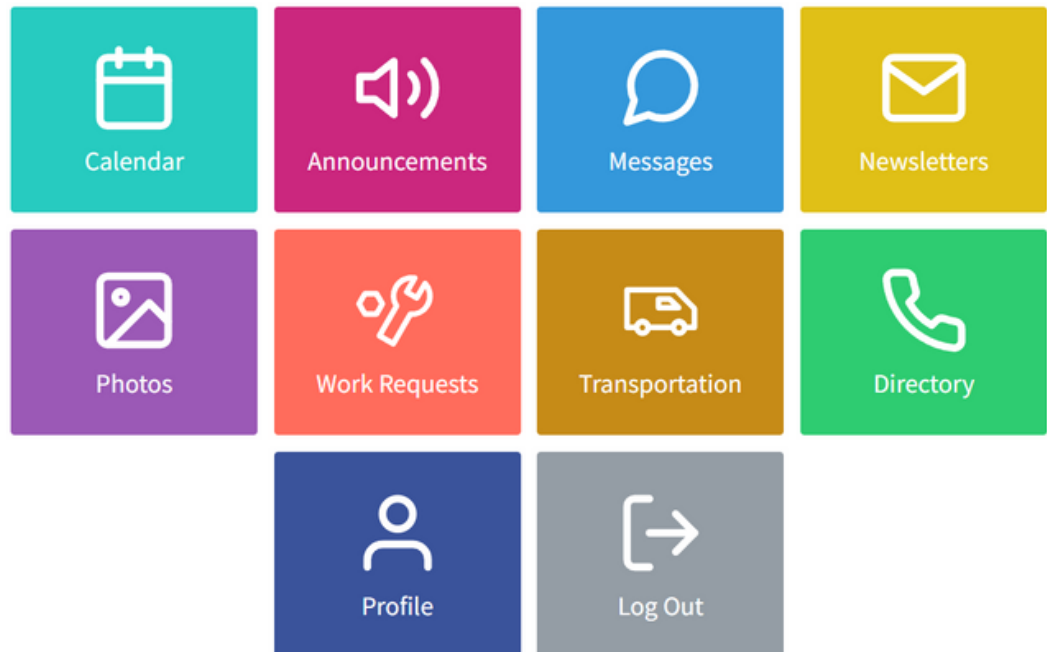 Calendar
Announcements
Messages
Newsletters
Photos
Work Requests
Transportation
Directory
Profile
Log Out